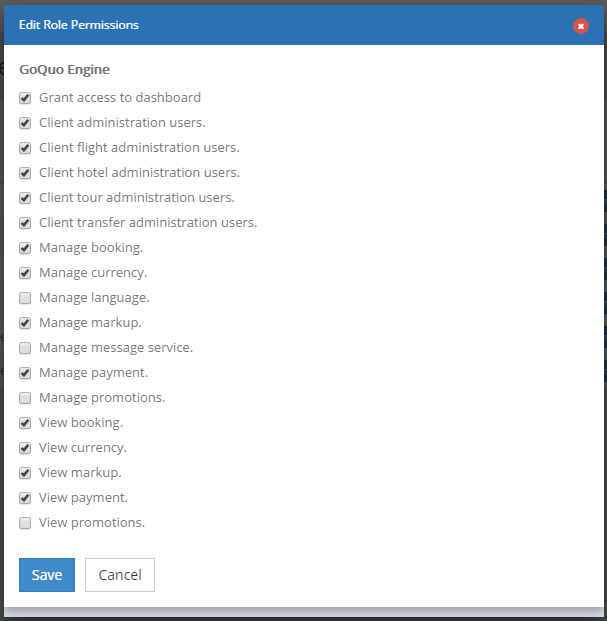 Edit Role Permissions
GoQuo Engine
Grant access to dashboard
Client administration users.
Client flight administration users.
Client hotel administration users.
Client tour administration users.
Client transfer administration users.
Manage booking.
Manage currency.
Manage language.
Manage markup.
Manage message service.
Manage payment.
Manage promotions.
View booking.
View currency.
View markup.
View payment.
View promotions.
Save Cancel